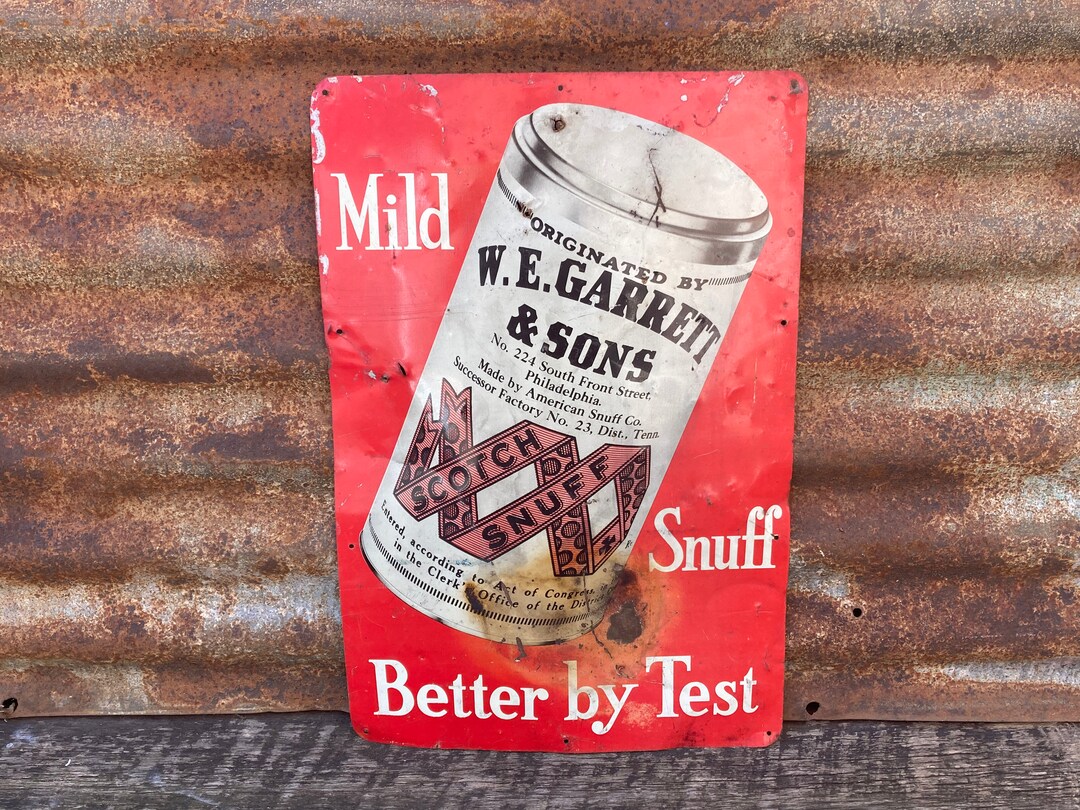 Mild
ORIGINATED BY
W.E.GARRETT
& SONS
No. 224 South Front Street,
Philadelphia.
Made by American Snuff Co.
Successor Factory No. 23, Dist., Tenn.
SCOTCH
SNUFF
Entered, according to Act of Congress,
in the Clerk's Office of the
Snuff
Better by Test